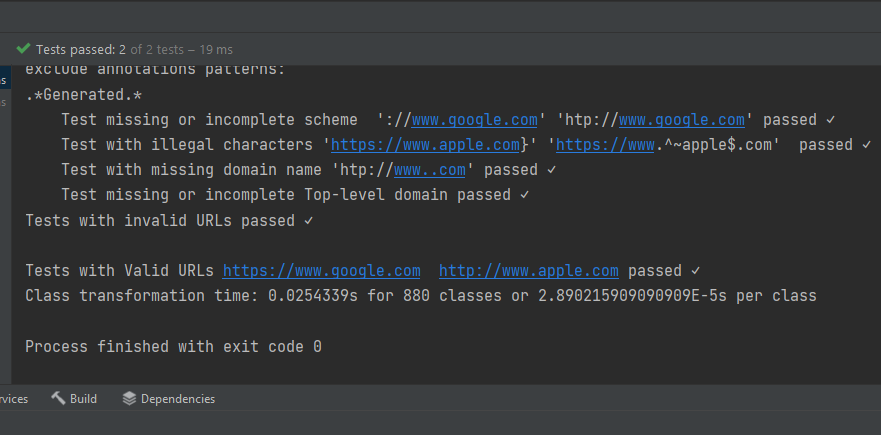 Tests passed: 2 of 2 tests – 19 ms
exclude annotations patterns:
.*Generated.*
Test missing or incomplete scheme  '://www.google.com' 'htp://www.google.com' passed ✓
Test with illegal characters 'https://www.apple.com}' 'https://www.^~apple$.com'  passed ✓
Test with missing domain name 'htp://www..com'  passed ✓
Test missing or incomplete Top-level domain passed ✓
Tests with invalid URLs passed ✓
Tests with Valid URLs https://www.google.com  http://www.apple.com passed ✓
Class transformation time: 0.0254339s for 880 classes or 2.890215909090909E-5s per class
Process finished with exit code 0
rvices Build Dependencies